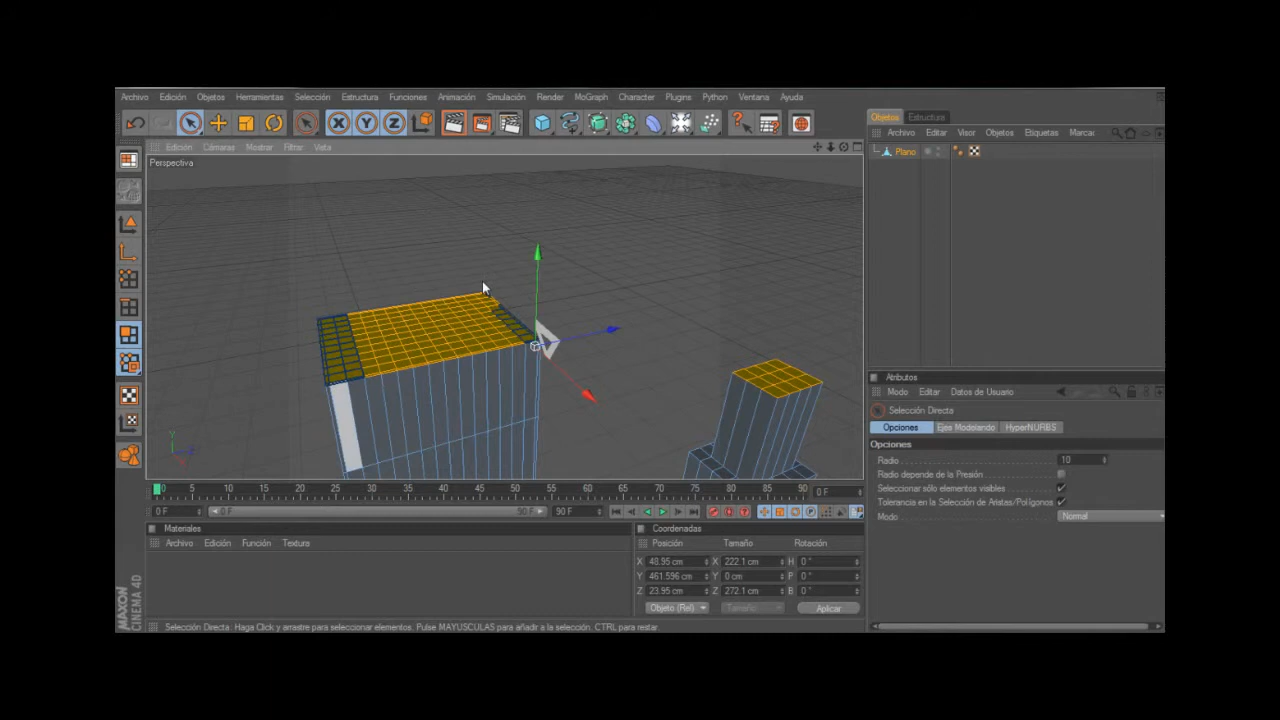 Archivo Edición Objetos Herramientas Selección Estructura Funciones Animación Simulación Render MoGraph Character Plugins Python Ventana Ayuda
Objetos Estructura
Archivo Editar Visor Objetos Etiquetas Marca
Edición Cámaras Mostrar Filtrar Vista
Plano
Perspectiva
Y
Z
X
Atributos
Modo Editar Datos de Usuario
Selección Directa
Opciones Ejes Modelando HyperNURBS
Opciones
Radio 10
Radio depende de la Presión
Seleccionar sólo elementos visibles
Tolerancia en la Selección de Aristas/Polígonos
Modo Normal
0 5 10 15 20 25 30 35 40 45 50 55 60 65 70 75 80 85 90 0 F
0 F 0 F 90 F 90 F
Materiales
Archivo Edición Función Textura
Coordenadas
Posición Tamaño Rotación
X 48.95 cm X 222.1 cm H 0 °
Y 461.596 cm Y 0 cm P 0 °
Z 23.95 cm Z 272.1 cm B 0 °
Objeto (Rel) Tamaño Aplicar
MAXON
CINEMA 4D
Selección Directa: Haga Click y arrastre para seleccionar elementos. Pulse MAYUSCULAS para añadir a la selección. CTRL para restar.